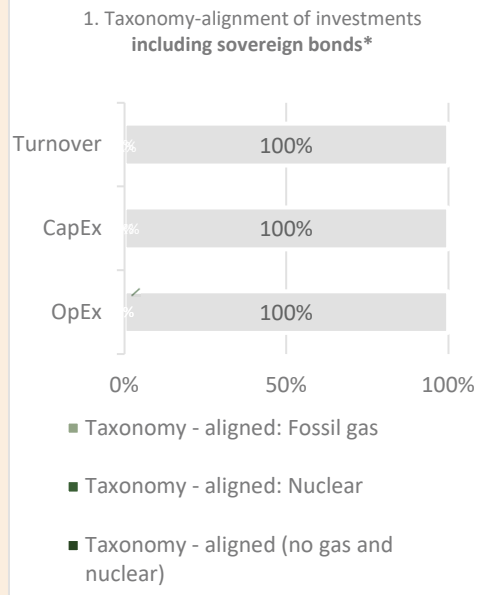 1. Taxonomy-alignment of investments
including sovereign bonds*
Turnover
100%
CapEx
100%
OpEx
100%
0% 50% 100%
Taxonomy - aligned: Fossil gas
Taxonomy - aligned: Nuclear
Taxonomy - aligned (no gas and
nuclear)